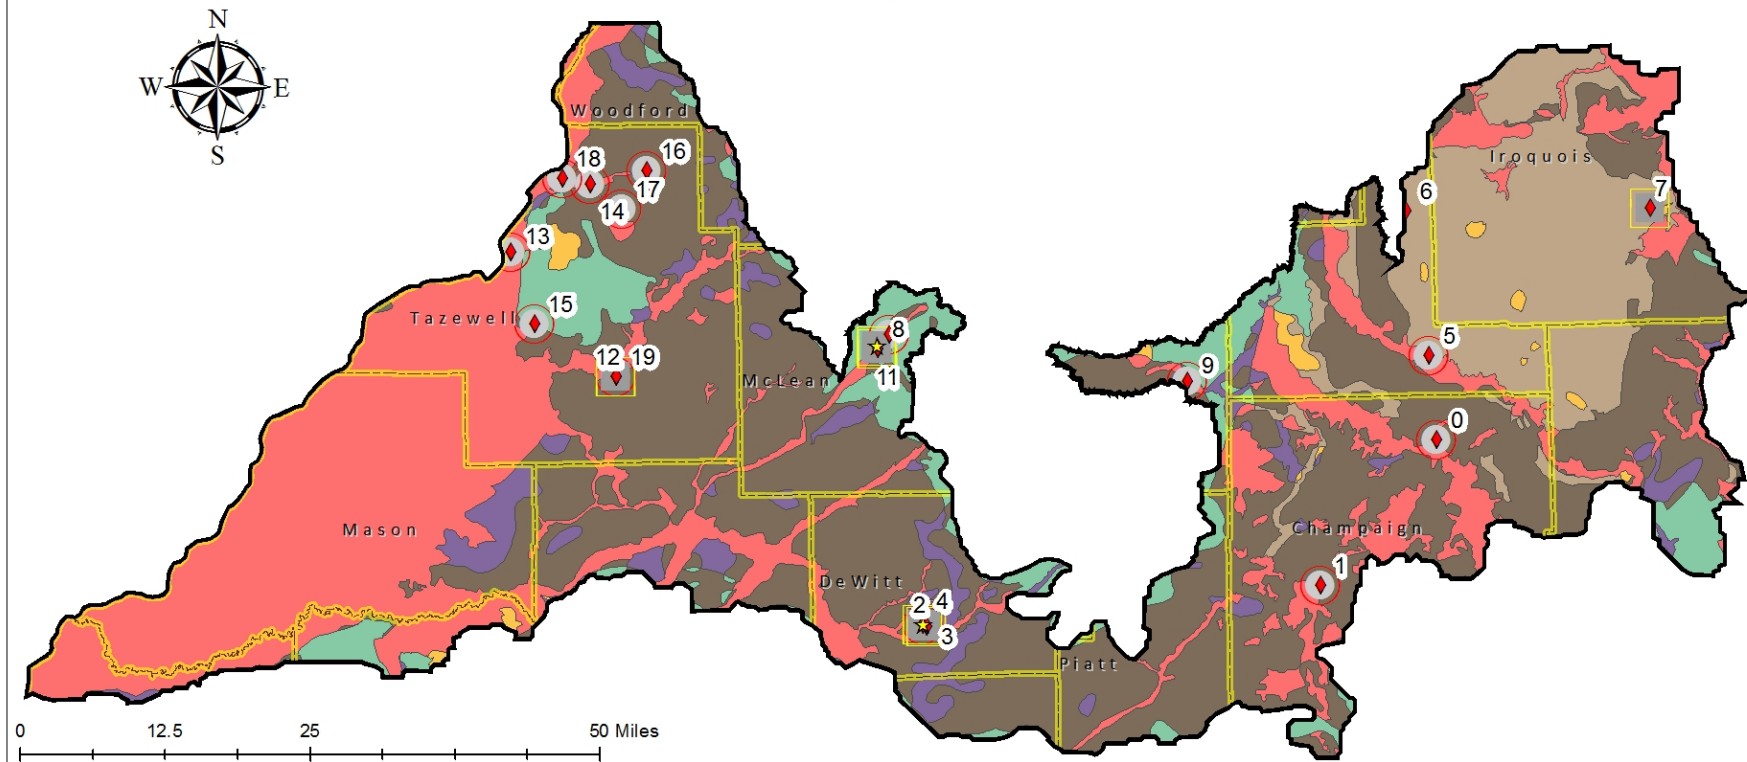 N
W E
S
Woodford
18
16
17
14
13
Iroquois
6
7
Tazewell
15
12 19
McLean
8
11
9
5
0
Mason
Champaign
DeWitt
2 4
3
1
Piatt
0 12.5 25 50 Miles